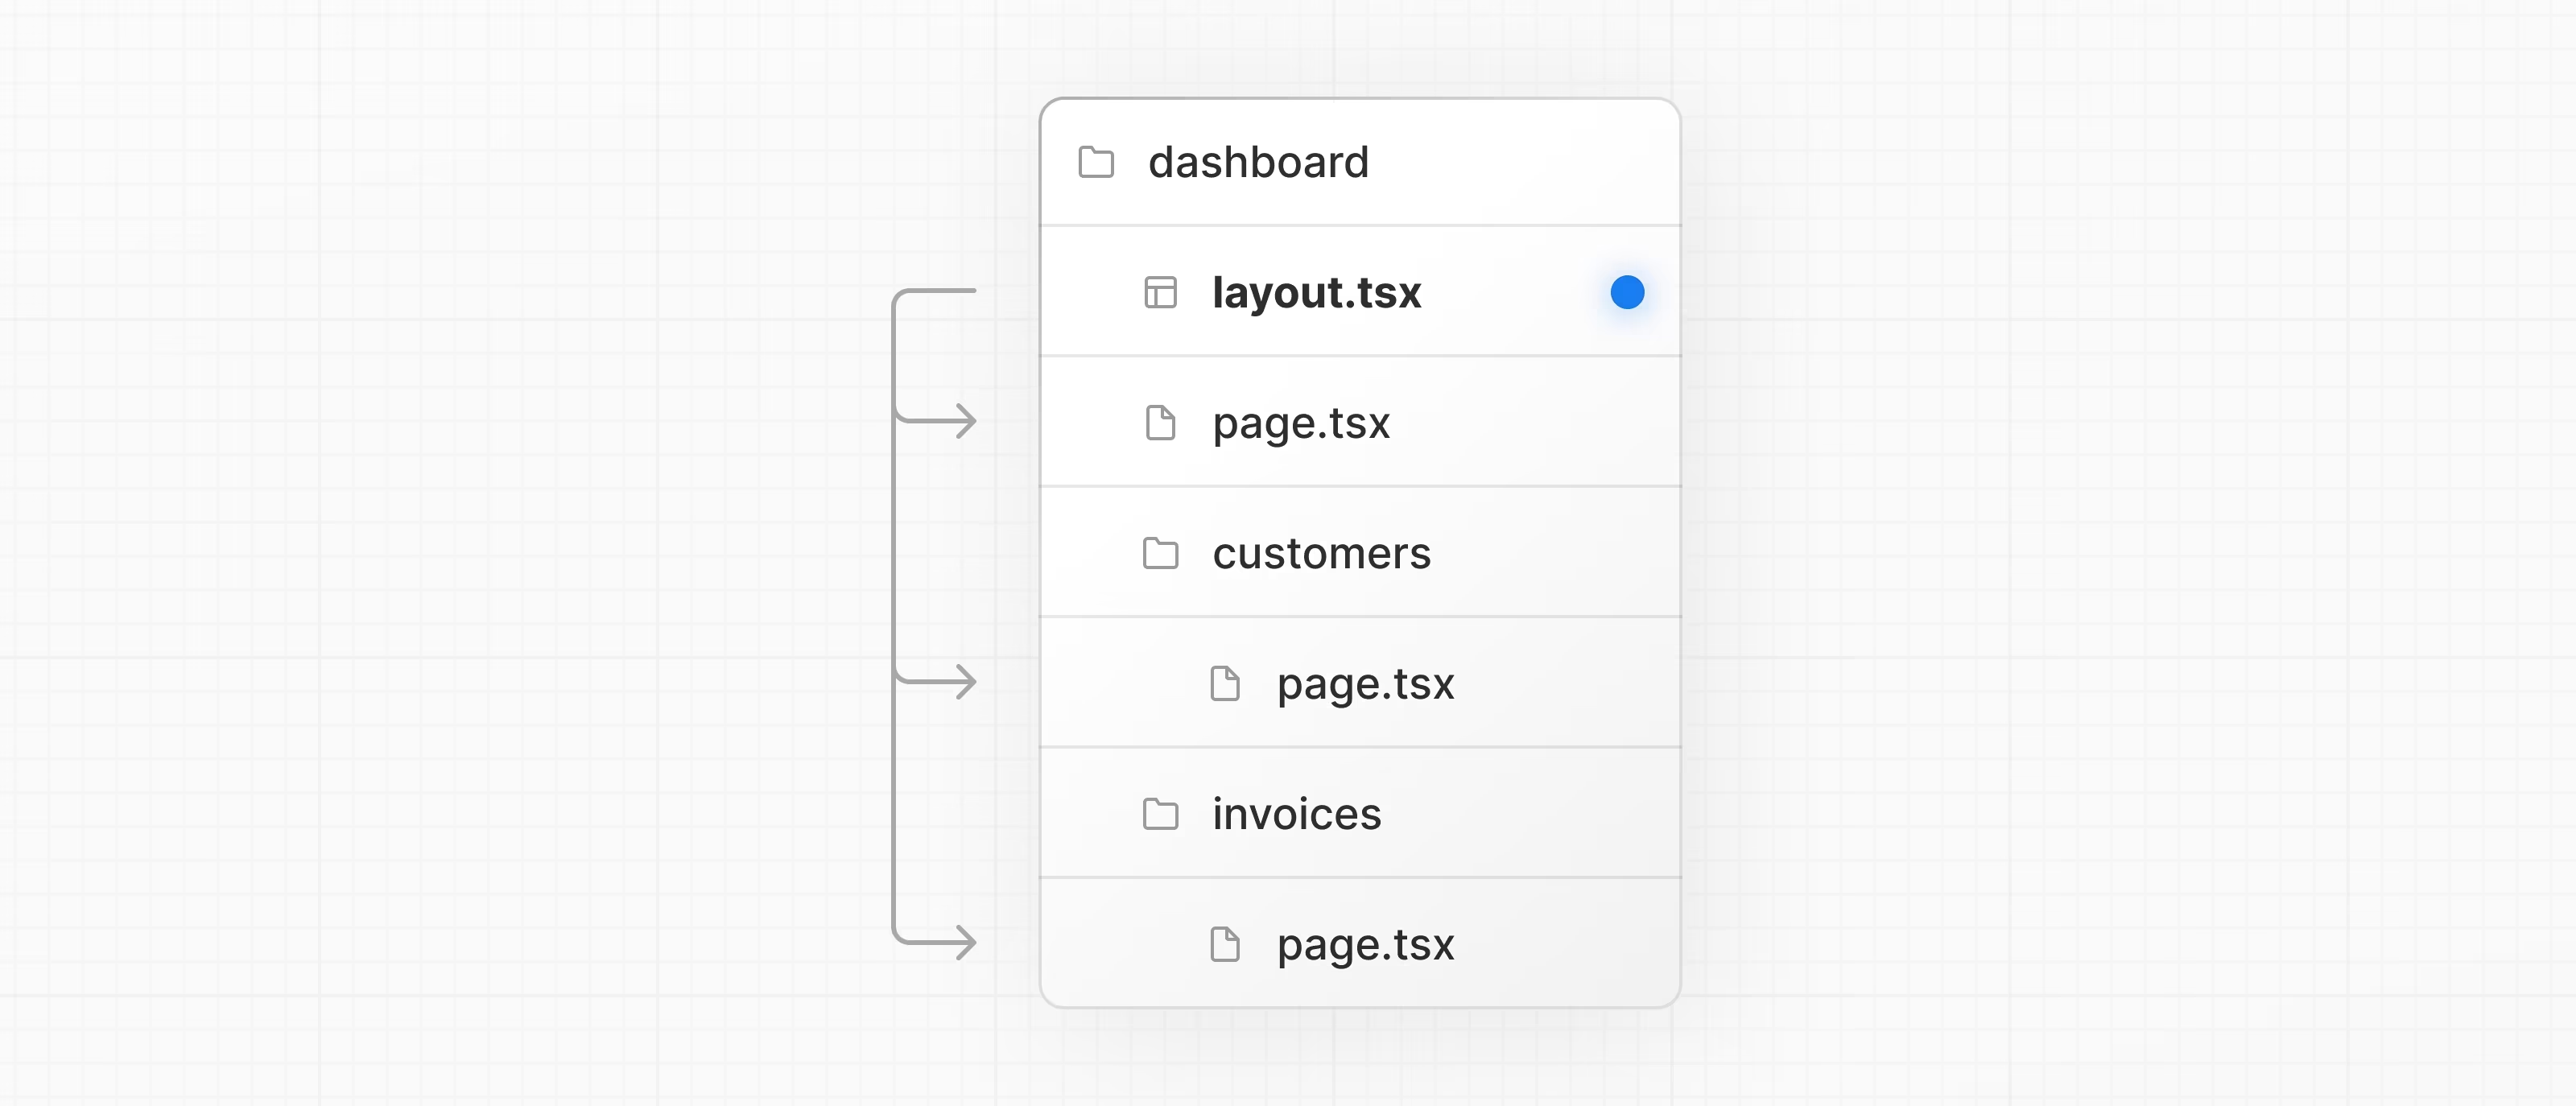 dashboard
layout.tsx
page.tsx
customers
page.tsx
invoices
page.tsx